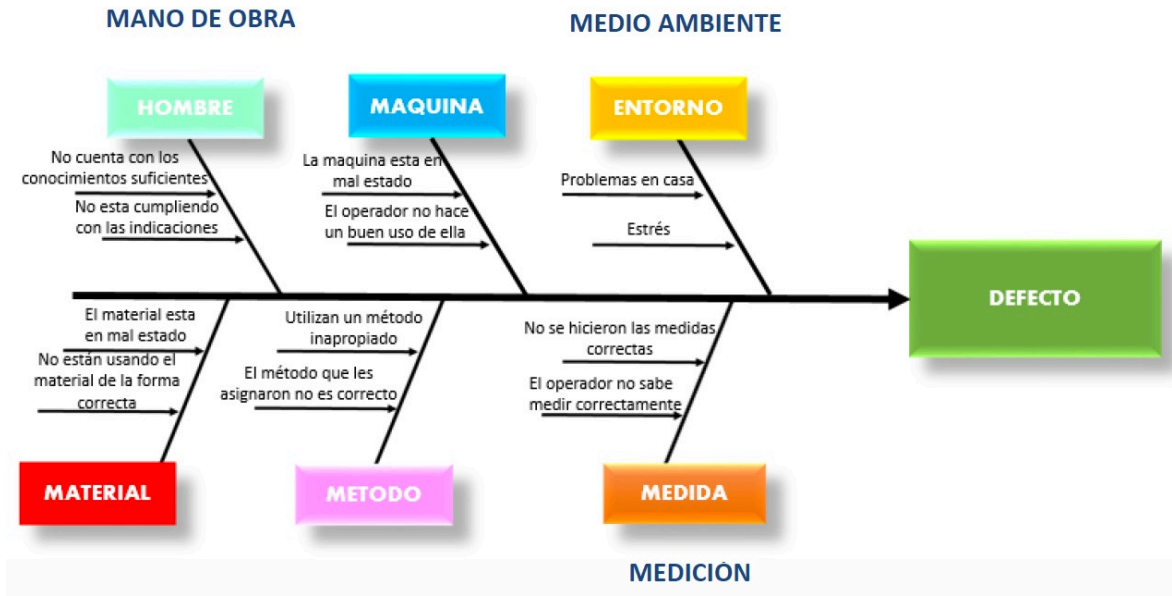 MANO DE OBRA
MEDIO AMBIENTE
HOMBRE
MAQUINA
ENTORNO
No cuenta con los
conocimientos suficientes
No esta cumpliendo
con las indicaciones
La maquina esta en
mal estado
El operador no hace
un buen uso de ella
Problemas en casa
Estrés
DEFECTO
El material esta
en mal estado
No están usando el
material de la forma
correcta
Utilizan un método
inapropiado
El método que les
asignaron no es correcto
No se hicieron las medidas
correctas
El operador no sabe
medir correctamente
MATERIAL
METODO
MEDIDA
MEDICIÓN